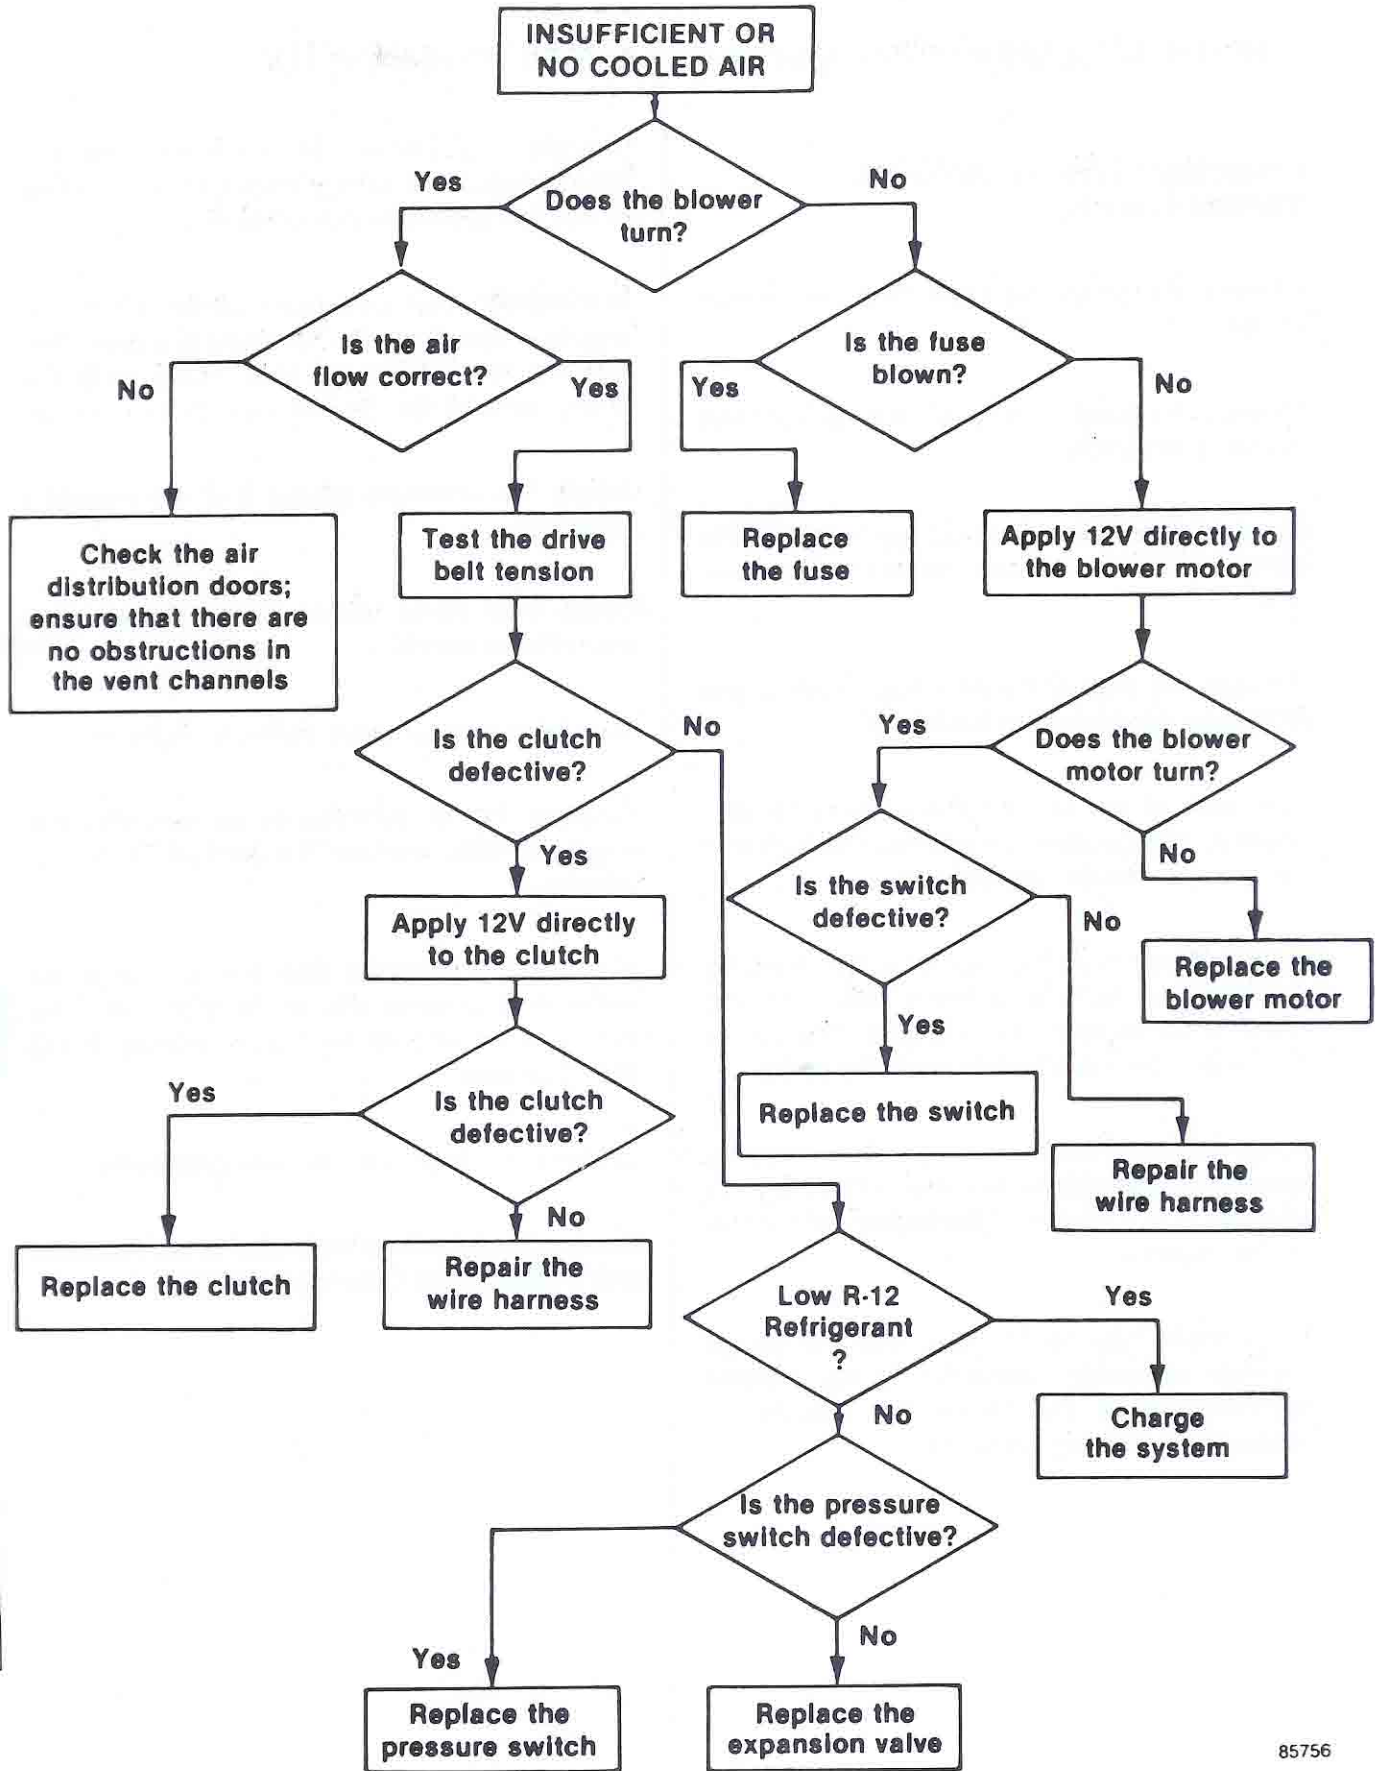 INSUFFICIENT OR
NO COOLED AIR
Yes
No
Does the blower
turn?
Is the air
flow correct?
No
Yes
Is the fuse
blown?
Yes
No
Check the air
distribution doors;
ensure that there are
no obstructions in
the vent channels
Test the drive
belt tension
Replace
the fuse
Apply 12V directly to
the blower motor
Is the clutch
defective?
No
Yes
Does the blower
motor turn?
Yes
No
Is the switch
defective?
No
Apply 12V directly
to the clutch
Replace the
blower motor
Yes
Yes
Is the clutch
defective?
Replace the switch
No
Repair the
wire harness
Replace the clutch
Repair the
wire harness
Low R-12
Refrigerant
?
Yes
No
Charge
the system
Is the pressure
switch defective?
Yes
No
Replace the
pressure switch
Replace the
expansion valve
85756